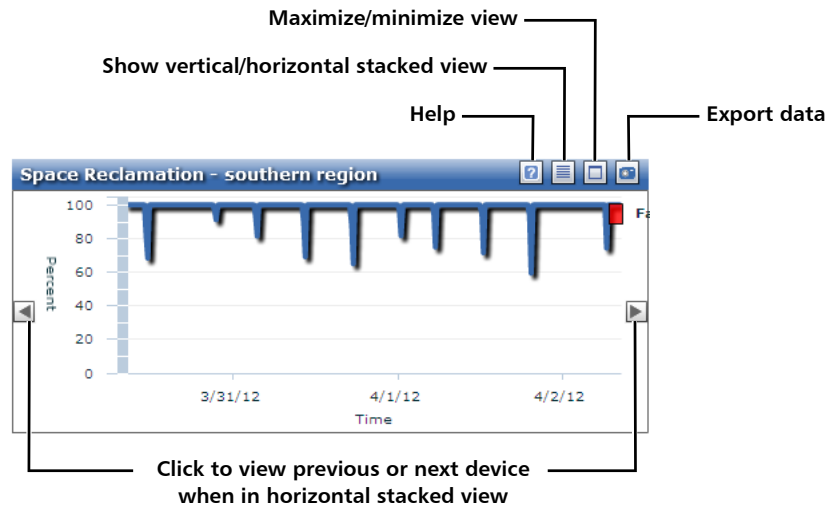 Maximize/minimize view
Show vertical/horizontal stacked view
Help
Export data
Space Reclamation - southern region
100
80
60
40
20
0
Percent
3/31/12
4/1/12
4/2/12
Time
Click to view previous or next device
when in horizontal stacked view